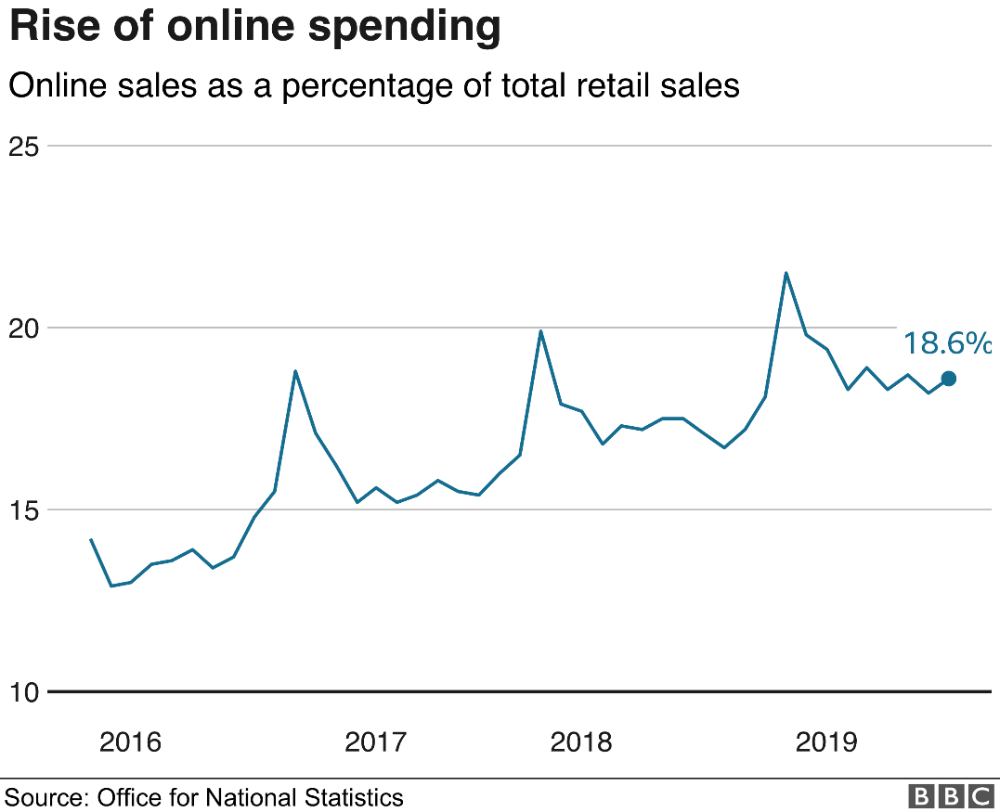 Rise of online spending
Online sales as a percentage of total retail sales
25
20
18.6%
15
10
2016 2017 2018 2019
Source: Office for National Statistics
BBC